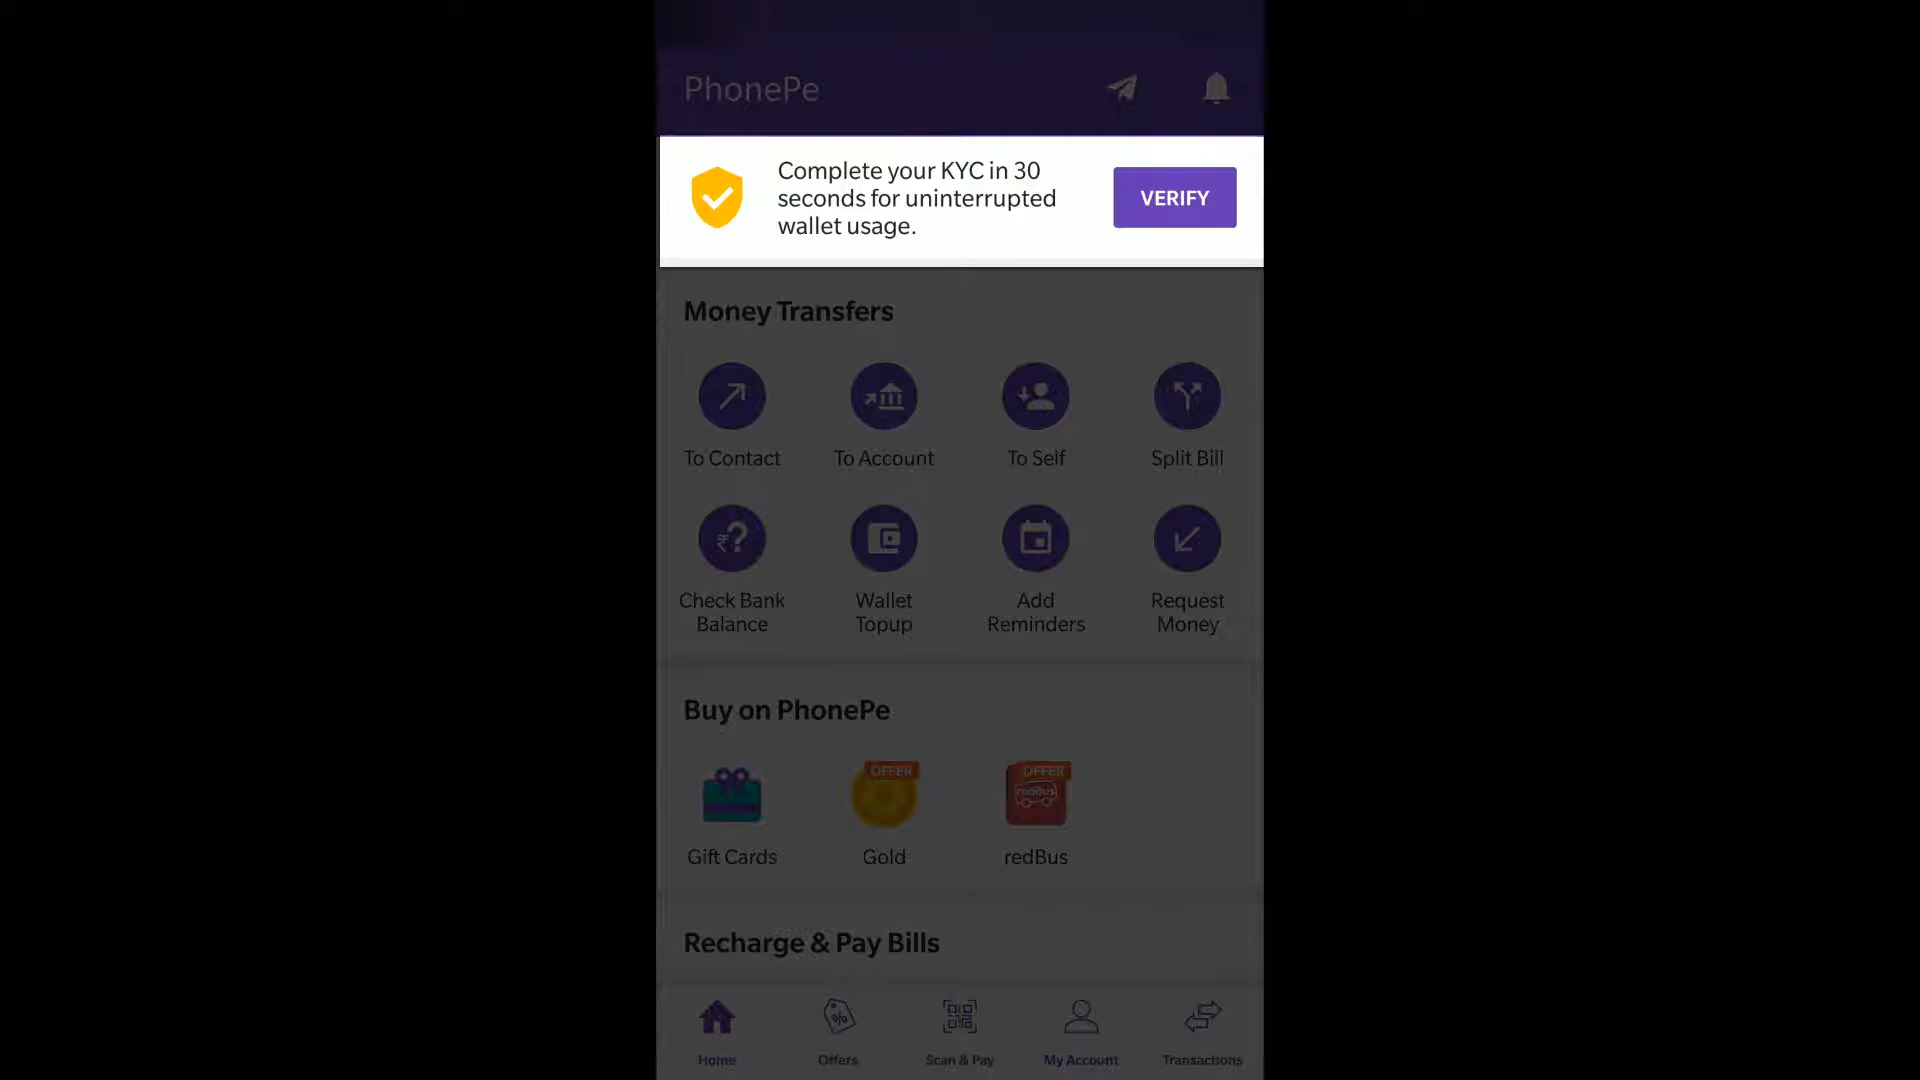 PhonePe
Complete your KYC in 30
seconds for uninterrupted
wallet usage.
VERIFY
Money Transfers
To Contact
To Account
To Self
Split Bill
Check Bank
Balance
Wallet
Topup
Add
Reminders
Request
Money
Buy on PhonePe
OFFER
OFFER
redBus
Gift Cards
Gold
redBus
Recharge & Pay Bills
Home
Offers
Scan & Pay
My Account
Transactions